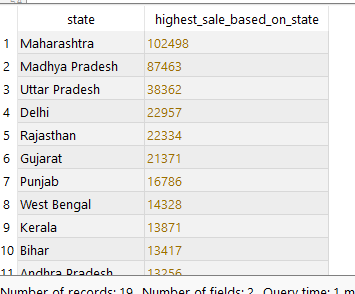 state highest_sale_based_on_state
1 Maharashtra 102498
2 Madhya Pradesh 87463
3 Uttar Pradesh 38362
4 Delhi 22957
5 Rajasthan 22334
6 Gujarat 21371
7 Punjab 16786
8 West Bengal 14328
9 Kerala 13871
10 Bihar 13417
11 Andhra Pradesh 13256
Number of records: 19 Number of fields: 2 Query time: 1 m